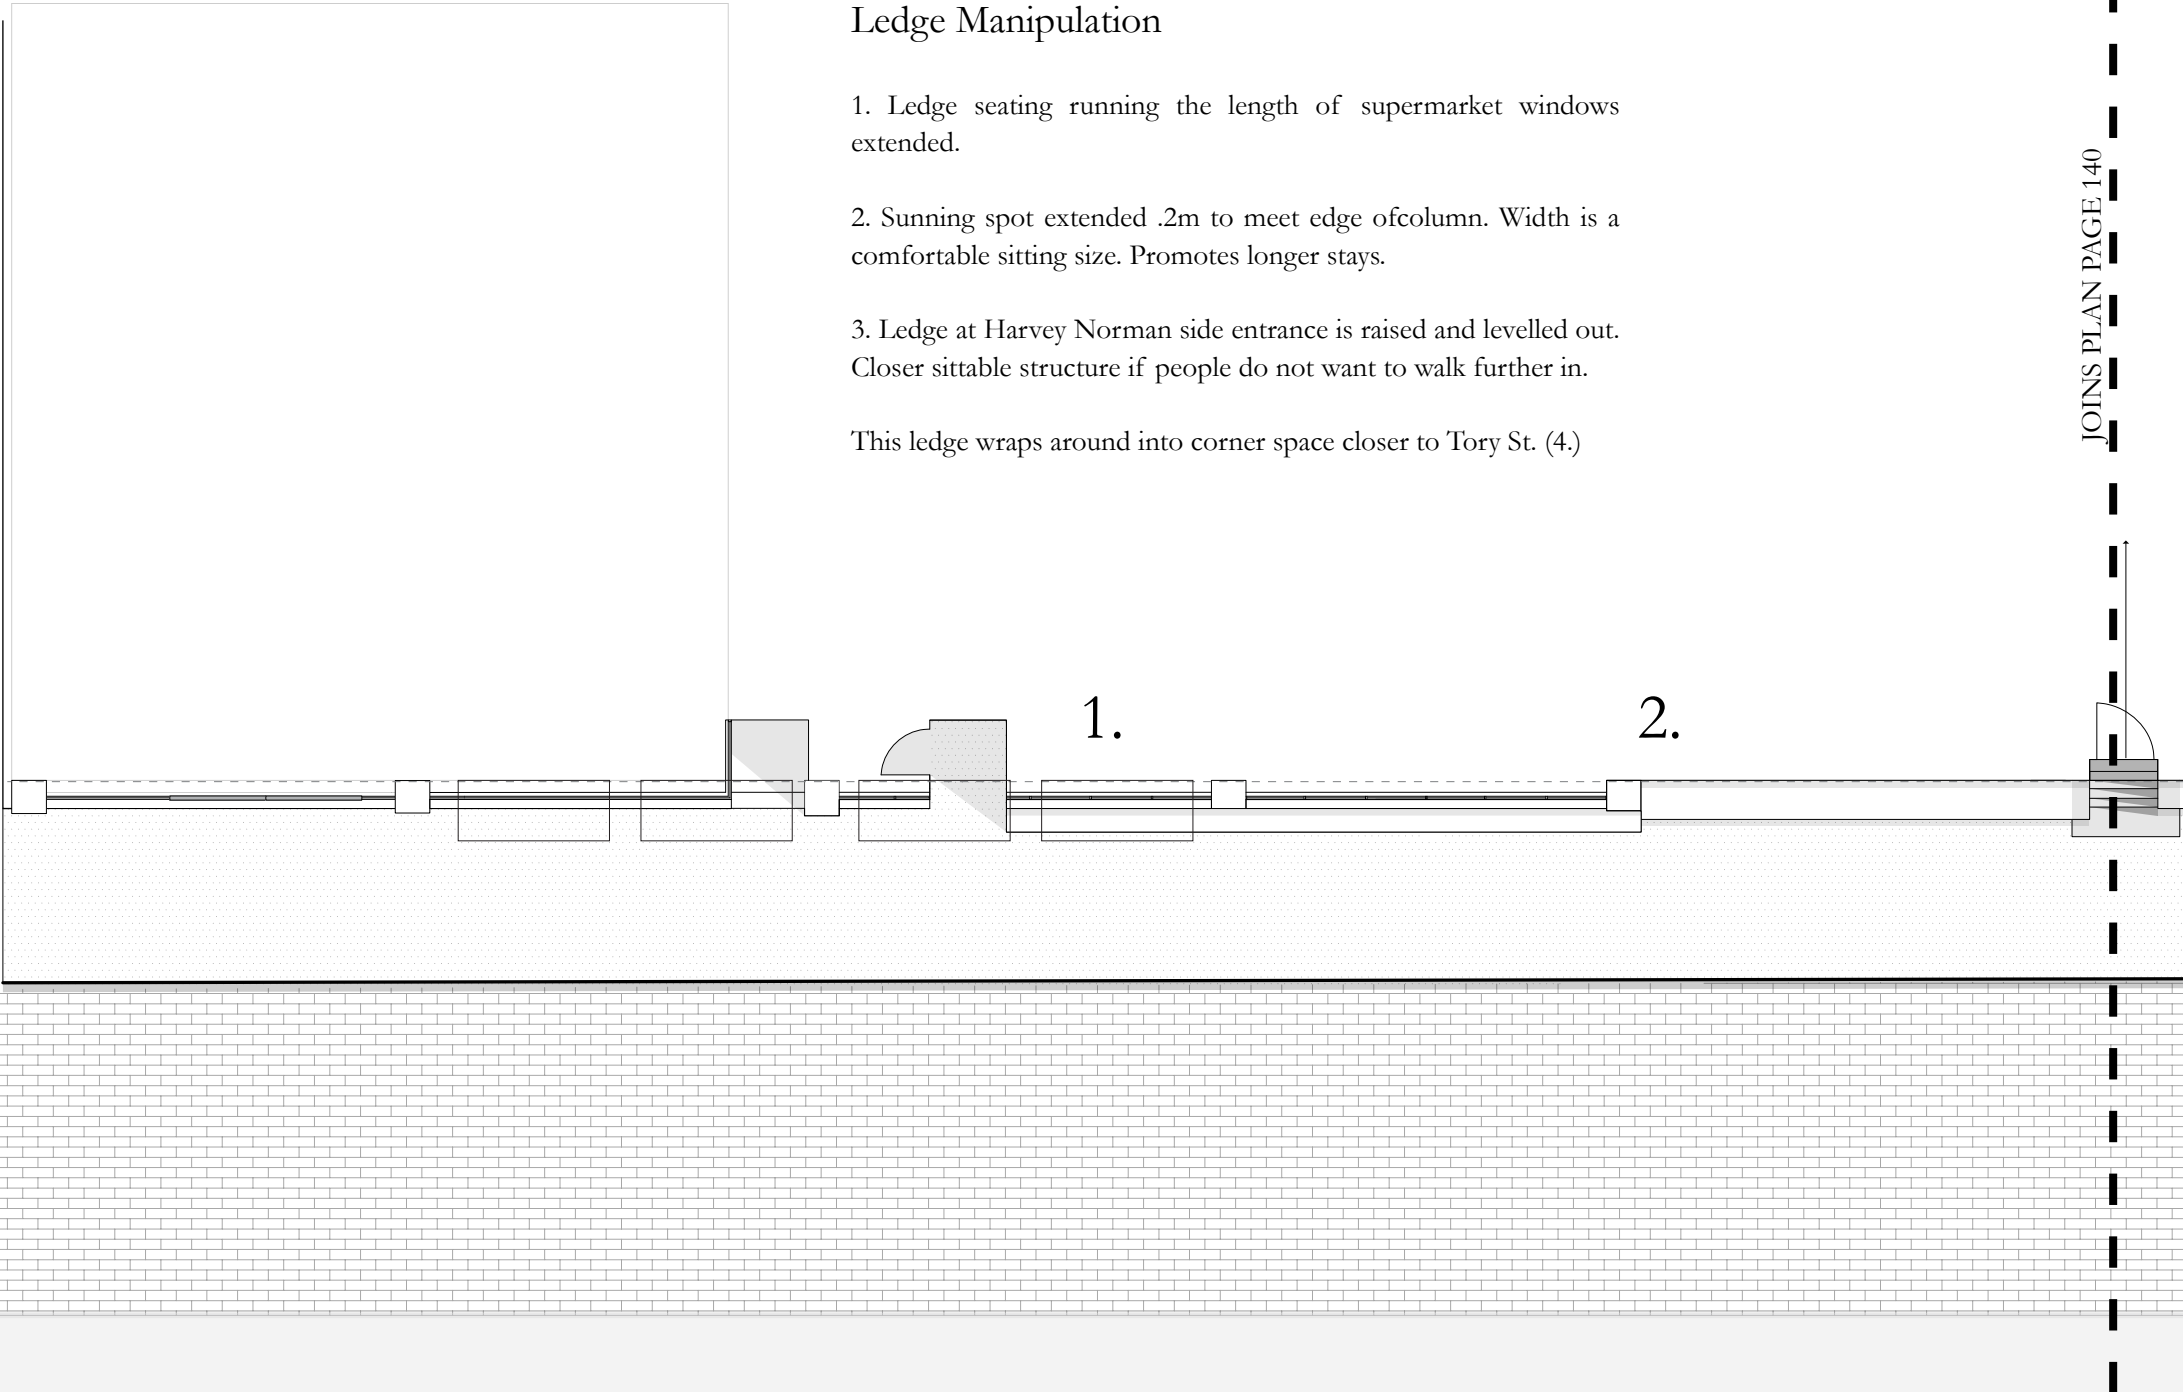 Ledge Manipulation
1. Ledge seating running the length of supermarket windows
extended.
2. Sunning spot extended .2m to meet edge ofcolumn. Width is a
comfortable sitting size. Promotes longer stays.
3. Ledge at Harvey Norman side entrance is raised and levelled out.
Closer sittable structure if people do not want to walk further in.
This ledge wraps around into corner space closer to Tory St. (4.)
JOINS PLAN PAGE 140
1.
2.